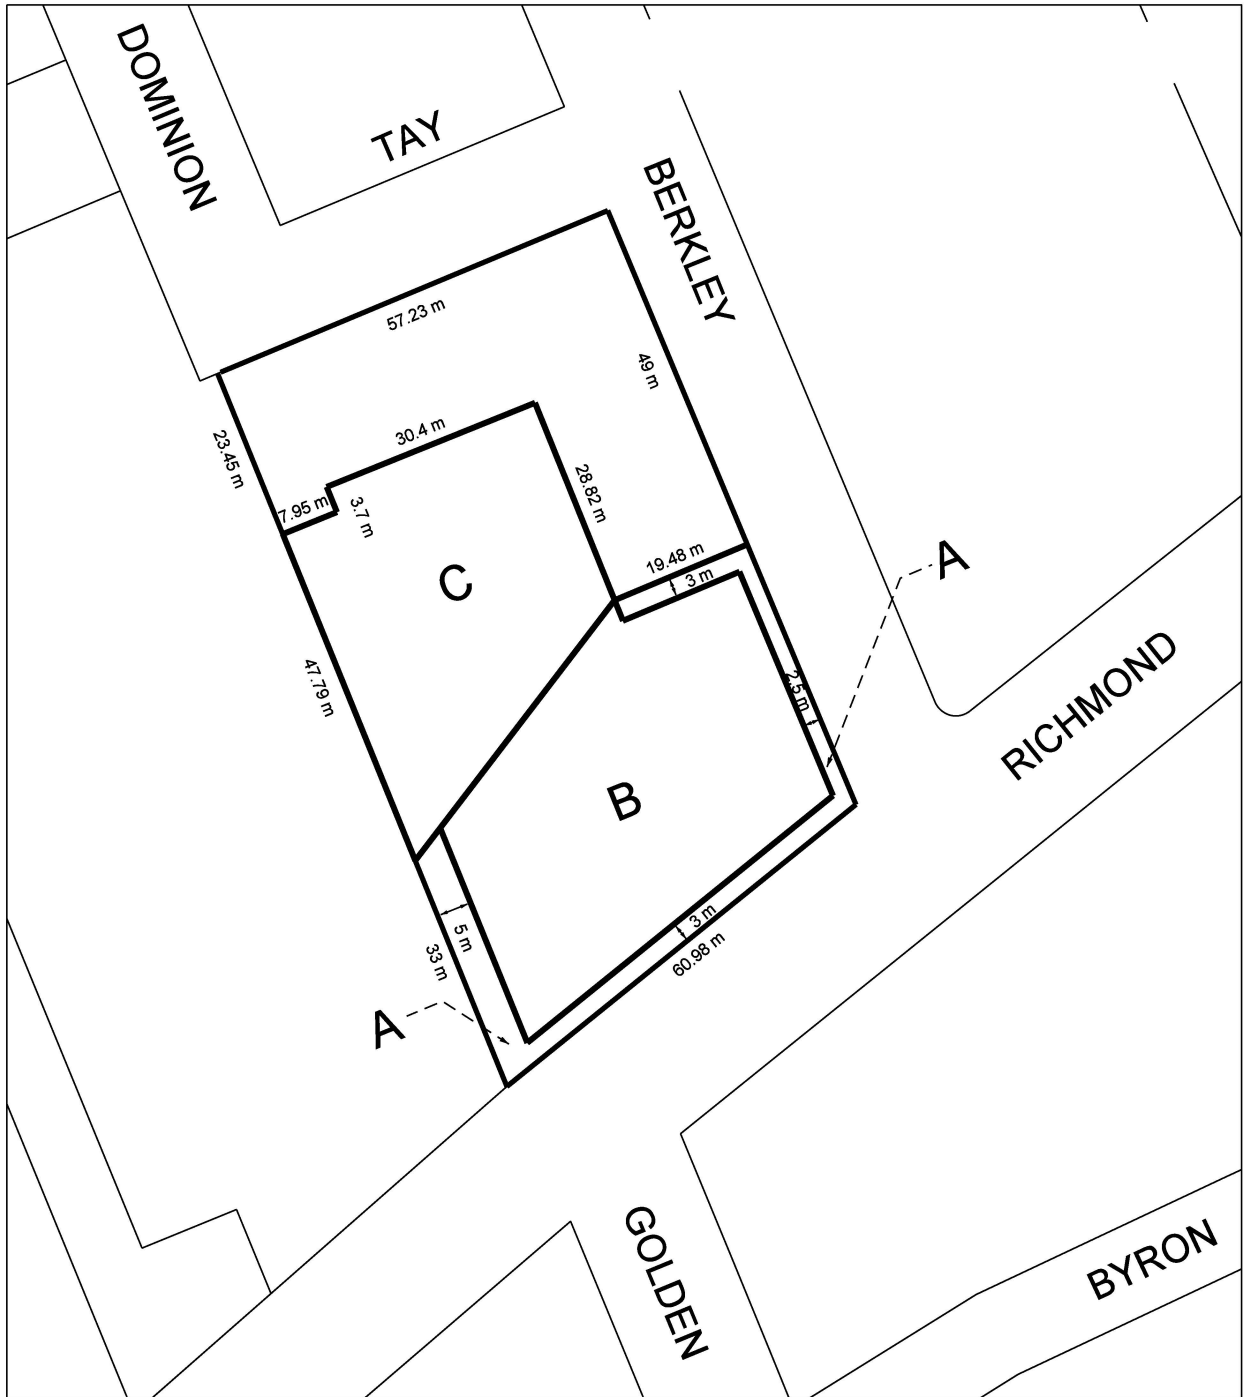 DOMINION
TAY
BERKLEY
57.23 m
49 m
30.4 m
23.45 m
28.82 m
7.95 m
3.7 m
19.48 m
A
3 m
C
47.79 m
2.5 m
RICHMOND
B
3 m
5 m
33 m
60.98 m
A
GOLDEN
BYRON